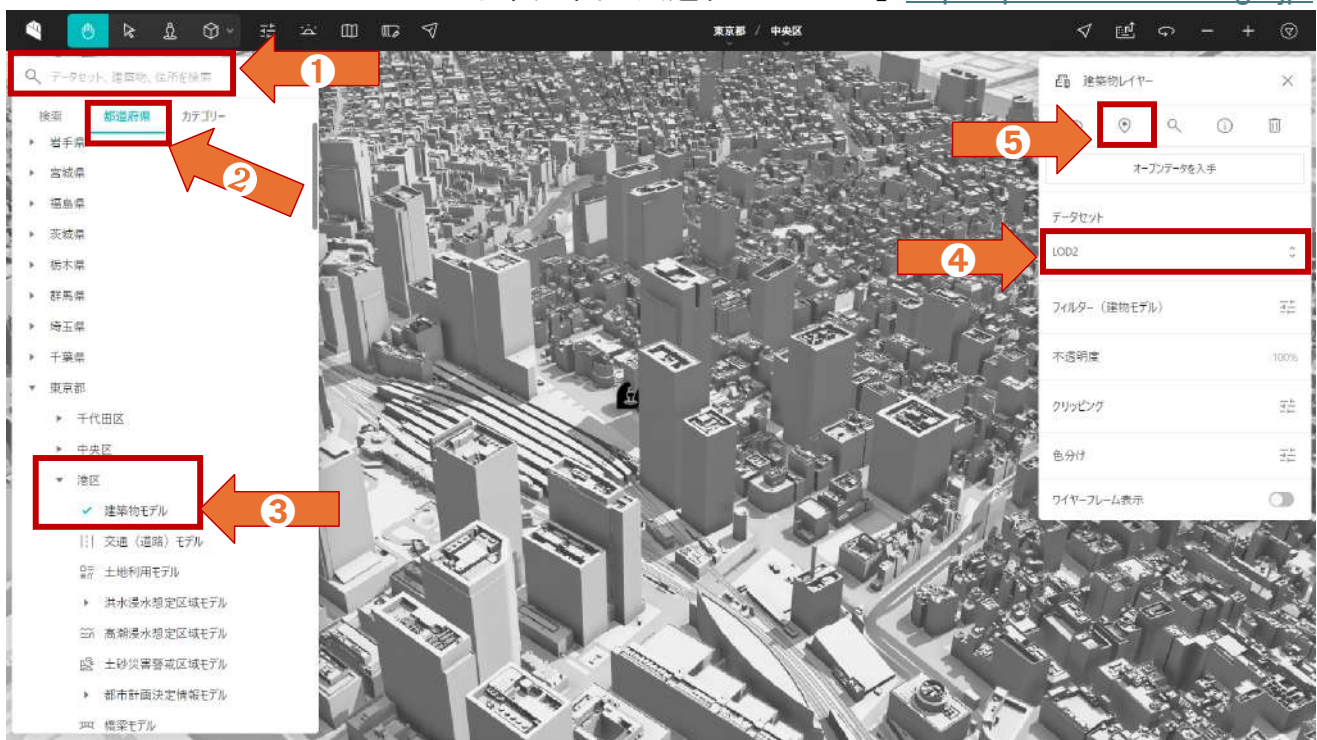 東京都 / 中央区
データセット、建築物、住所を検索
1
検索
都道府県
カテゴリー
2
岩手県
宮城県
福島県
茨城県
栃木県
群馬県
埼玉県
千葉県
東京都
千代田区
中央区
港区
建築物モデル
3
交通（道路）モデル
土地利用モデル
洪水浸水想定区域モデル
高潮浸水想定区域モデル
土砂災害警戒区域モデル
都市計画決定情報モデル
橋梁モデル
建築物レイヤー
5
オープンデータを入手
データセット
4
LOD2
フィルター（建物モデル）
不透明度
100%
クリッピング
色分け
ワイヤーフレーム表示